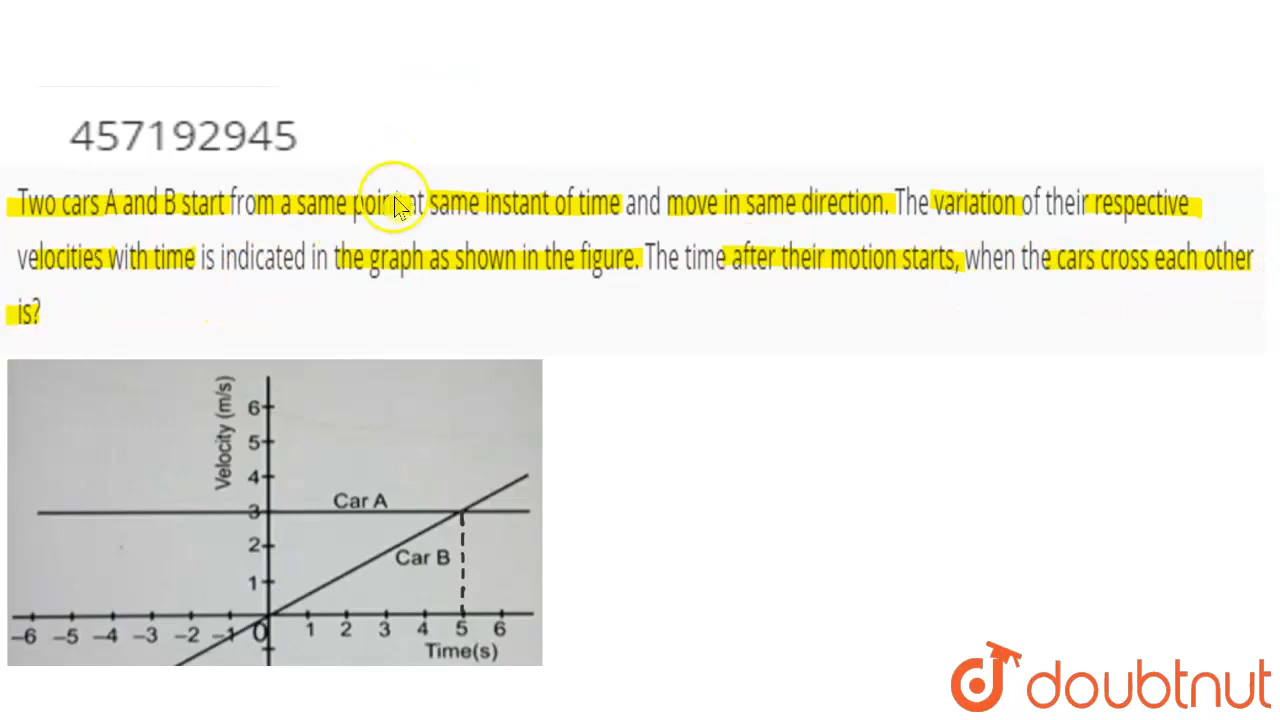 457192945
Two cars A and B start from a same point at same instant of time and move in same direction. The variation of their respective
velocities with time is indicated in the graph as shown in the figure. The time after their motion starts, when the cars cross each other
is?
Velocity (m/s)
6
5
4
3
2
1
Car A
Car B
-6 -5 -4 -3 -2 -1 0 1 2 3 4 5 6
Time(s)
doubtnut